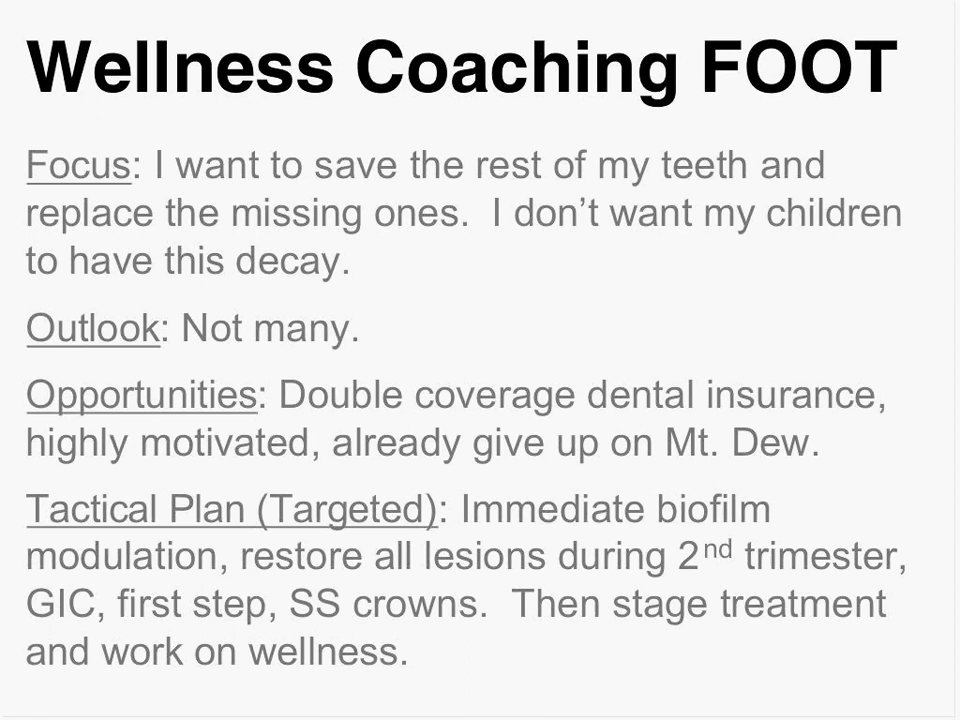 Wellness Coaching FOOT
Focus: I want to save the rest of my teeth and
replace the missing ones.  I don’t want my children
to have this decay.
Outlook: Not many.
Opportunities: Double coverage dental insurance,
highly motivated, already give up on Mt. Dew.
Tactical Plan (Targeted): Immediate biofilm
modulation, restore all lesions during 2nd trimester,
GIC, first step, SS crowns.  Then stage treatment
and work on wellness.